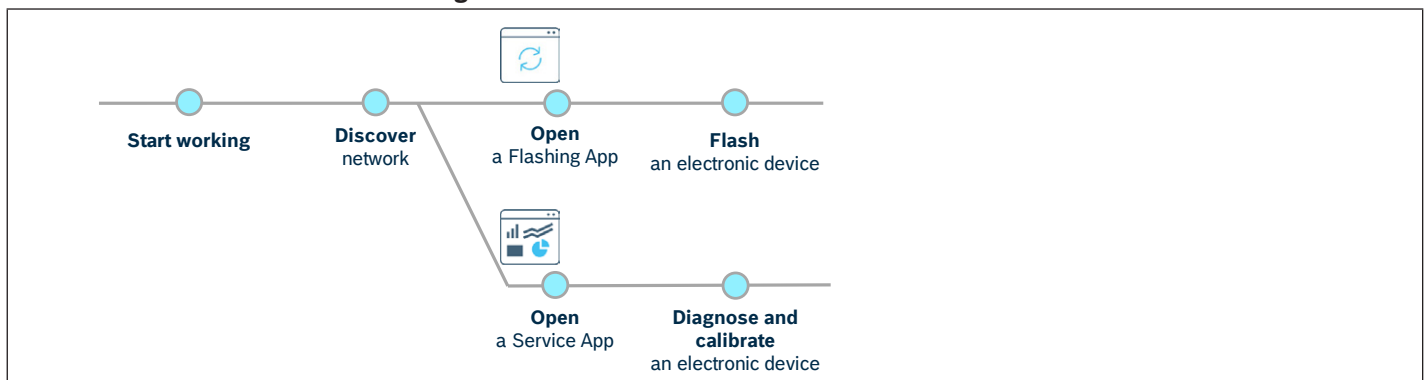 Start working
Discover
network
Open
a Flashing App
Flash
an electronic device
Open
a Service App
Diagnose and
calibrate
an electronic device